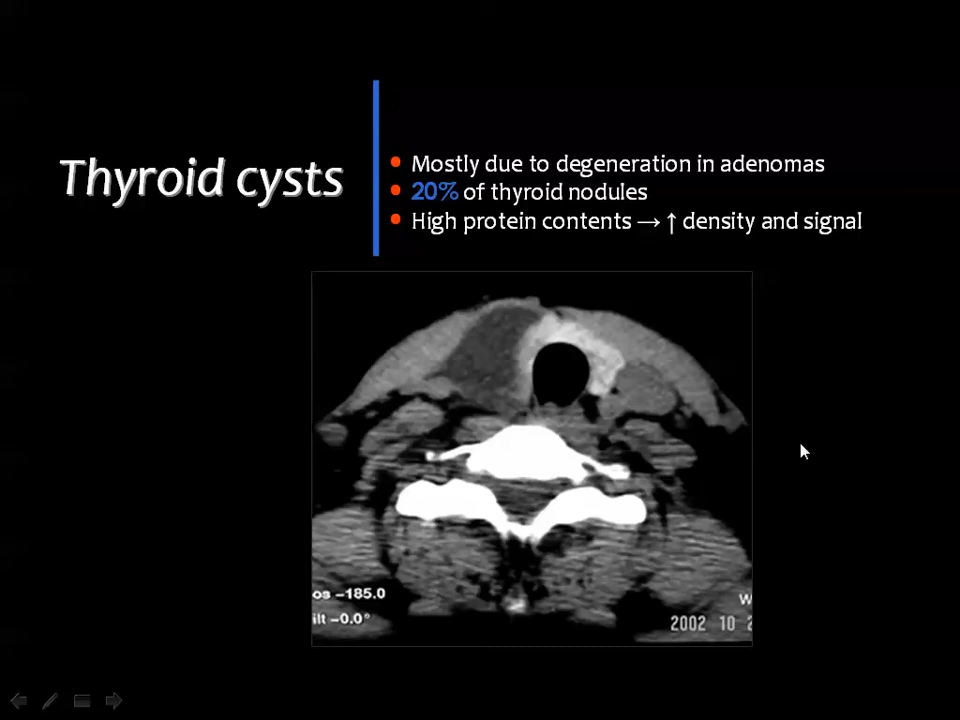 Thyroid cysts
• Mostly due to degeneration in adenomas
• 20% of thyroid nodules
• High protein contents → ↑ density and signal
os -185.0
ilt -0.0°
W
2002 10 2